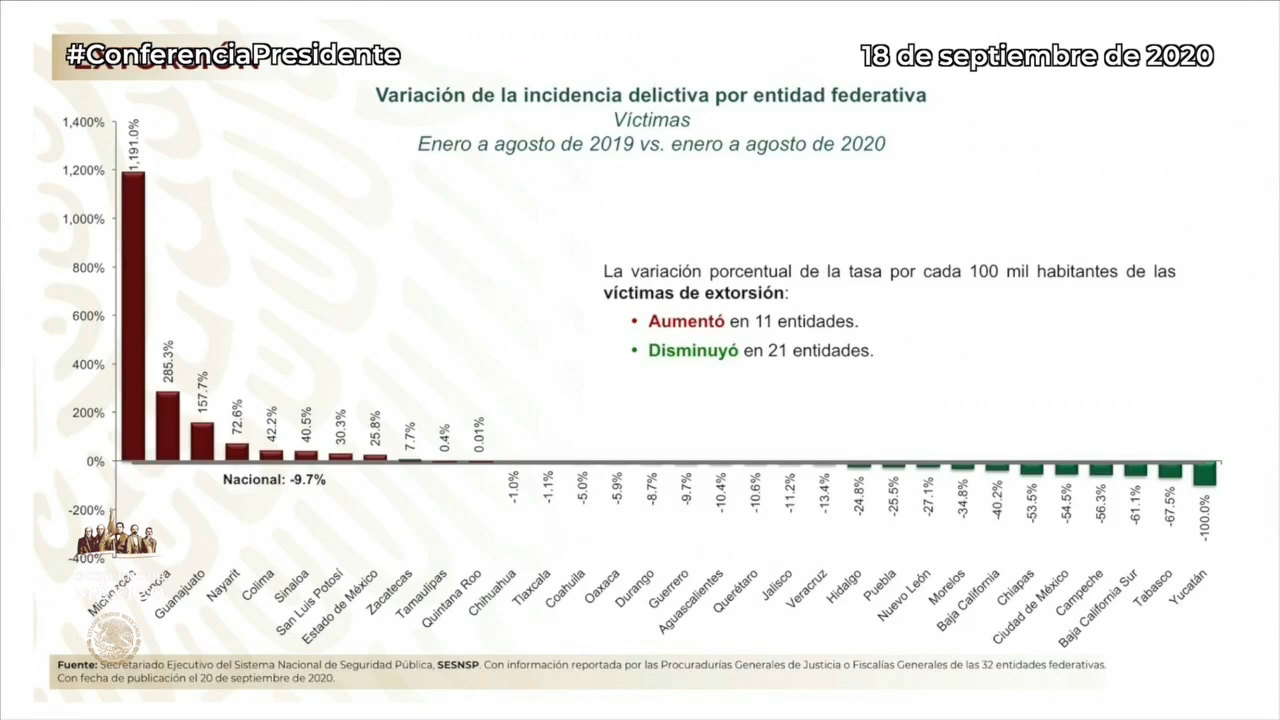 #ConferenciaPresidente
18 de septiembre de 2020
EXTORSIÓN
Variación de la incidencia delictiva por entidad federativa
Víctimas
Enero a agosto de 2019 vs. enero a agosto de 2020
1,400%
1,200%
1,000%
800%
600%
400%
200%
0%
-200%
-400%
1,191.0%
285.3%
157.7%
72.6%
42.2%
40.5%
30.3%
25.8%
7.7%
0.4%
0.01%
-1.0%
-1.1%
-5.0%
-5.9%
-8.7%
-9.7%
-10.4%
-10.6%
-11.2%
-13.4%
-24.8%
-25.5%
-27.1%
-34.8%
-40.2%
-53.5%
-54.5%
-56.3%
-61.1%
-67.5%
-100.0%
La variación porcentual de la tasa por cada 100 mil habitantes de las
víctimas de extorsión:
• Aumentó en 11 entidades.
• Disminuyó en 21 entidades.
Nacional: -9.7%
Michoacán
Sonora
Guanajuato
Nayarit
Colima
Sinaloa
San Luis Potosí
Estado de México
Zacatecas
Tamaulipas
Quintana Roo
Chihuahua
Tlaxcala
Coahuila
Oaxaca
Durango
Guerrero
Aguascalientes
Querétaro
Jalisco
Veracruz
Hidalgo
Puebla
Nuevo León
Morelos
Baja California
Chiapas
Ciudad de México
Campeche
Baja California Sur
Tabasco
Yucatán
Fuente: Secretariado Ejecutivo del Sistema Nacional de Seguridad Pública, SESNSP. Con información reportada por las Procuradurías Generales de Justicia o Fiscalías Generales de las 32 entidades federativas.
Con fecha de publicación el 20 de septiembre de 2020.